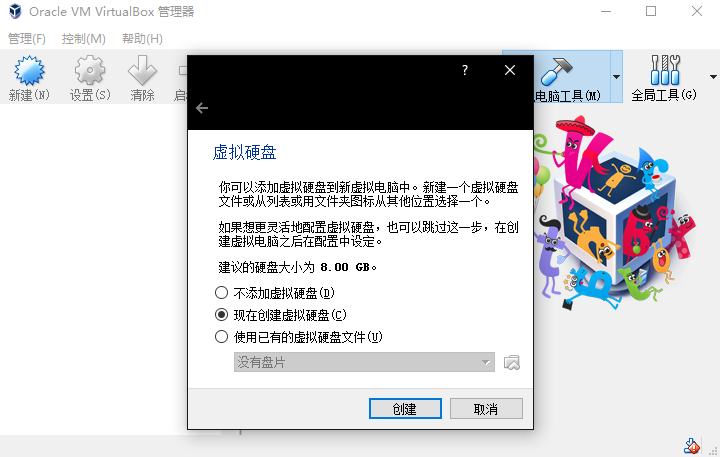 Oracle VM VirtualBox 管理器
管理(F) 控制(M) 帮助(H)
新建(N) 设置(S) 清除 电脑工具(M) 全局工具(G)
?
虚拟硬盘
你可以添加虚拟硬盘到新虚拟电脑中。新建一个虚拟硬盘
文件或从列表或用文件夹图标从其他位置选择一个。
如果想更灵活地配置虚拟硬盘，也可以跳过这一步，在创
建虚拟电脑之后在配置中设定。
建议的硬盘大小为 8.00 GB。
不添加虚拟硬盘(D)
现在创建虚拟硬盘(C)
使用已有的虚拟硬盘文件(U)
没有盘片
创建 取消